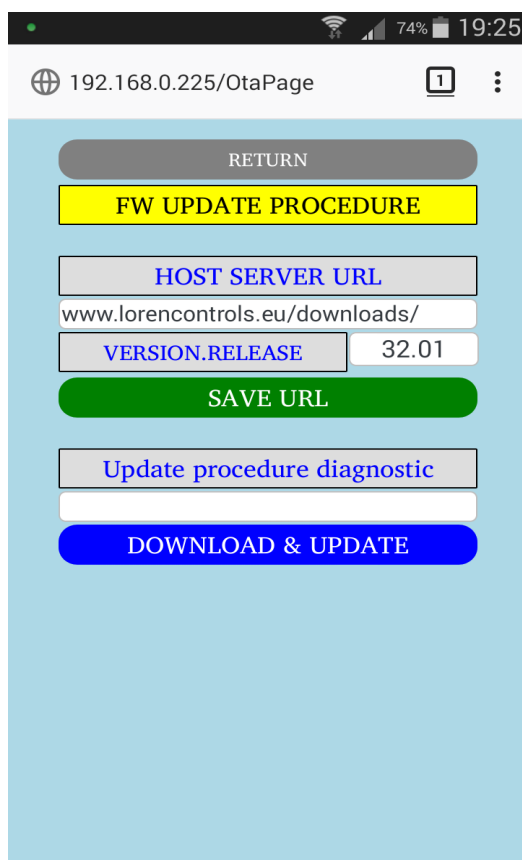 74% 19:25
192.168.0.225/OtaPage 1
RETURN
FW UPDATE PROCEDURE
HOST SERVER URL
www.lorencontrols.eu/downloads/
VERSION.RELEASE 32.01
SAVE URL
Update procedure diagnostic
DOWNLOAD & UPDATE